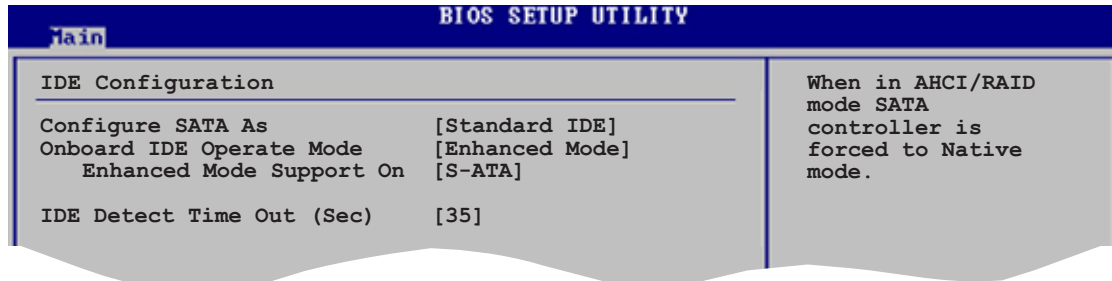 BIOS SETUP UTILITY
Main
IDE Configuration
Configure SATA As [Standard IDE]
Onboard IDE Operate Mode [Enhanced Mode]
Enhanced Mode Support On [S-ATA]
IDE Detect Time Out (Sec) [35]
When in AHCI/RAID
mode SATA
controller is
forced to Native
mode.